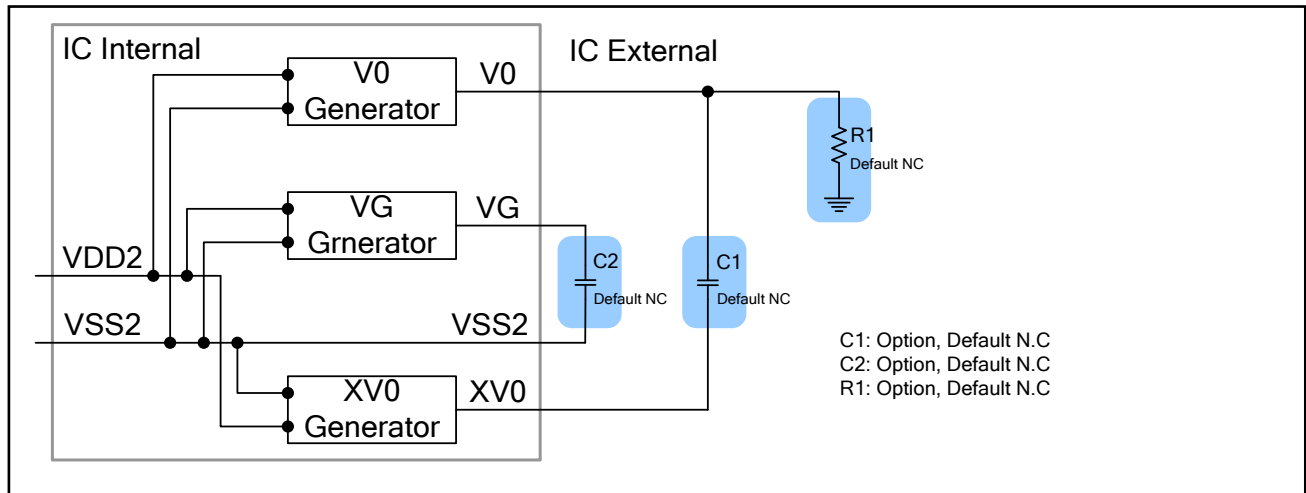 IC Internal
IC External
V0
Generator
V0
R1
Default NC
VG
Grnerator
VG
VDD2
C2
Default NC
C1
Default NC
VSS2
VSS2
C1: Option, Default N.C
C2: Option, Default N.C
R1: Option, Default N.C
XV0
Generator
XV0